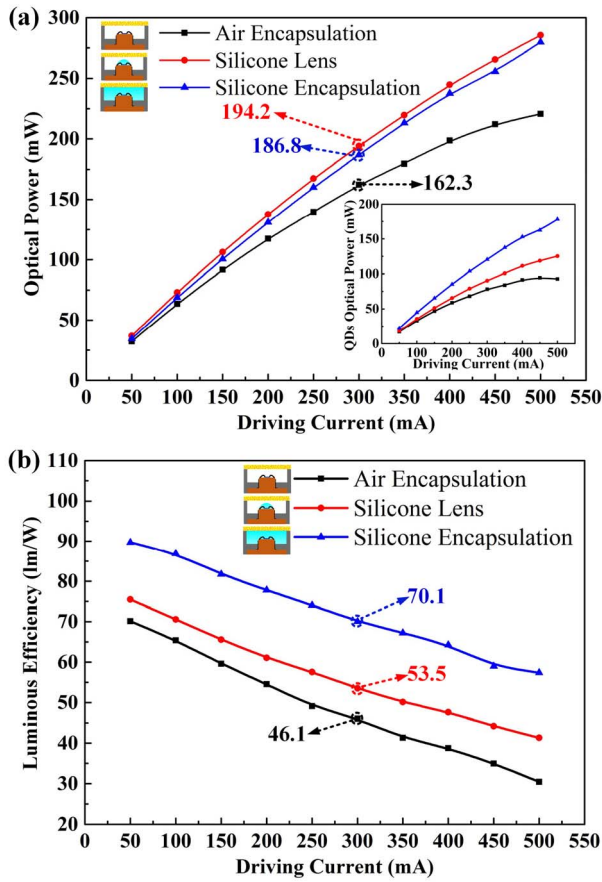 (a)
Air Encapsulation
Silicone Lens
Silicone Encapsulation
Optical Power (mW)
300
250
200
150
100
50
0
194.2
186.8
162.3
QDs Optical Power (mW)
200
150
100
50
0
0 100 200 300 400 500
Driving Current (mA)
0 50 100 150 200 250 300 350 400 450 500 550
Driving Current (mA)
(b)
Air Encapsulation
Silicone Lens
Silicone Encapsulation
Luminous Efficiency (lm/W)
110
100
90
80
70
60
50
40
30
20
70.1
53.5
46.1
0 50 100 150 200 250 300 350 400 450 500 550
Driving Current (mA)